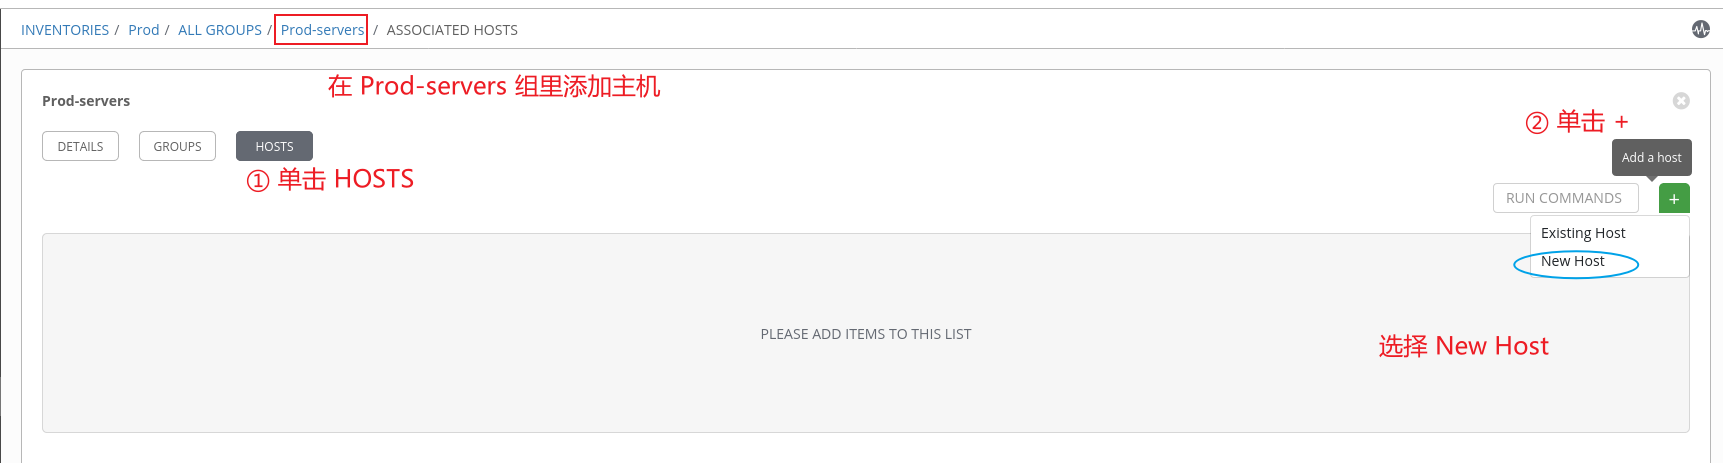 INVENTORIES / Prod / ALL GROUPS / Prod-servers / ASSOCIATED HOSTS
在 Prod-servers 组里添加主机
Prod-servers
② 单击 +
DETAILS GROUPS HOSTS
Add a host
① 单击 HOSTS
RUN COMMANDS +
Existing Host
New Host
PLEASE ADD ITEMS TO THIS LIST
选择 New Host